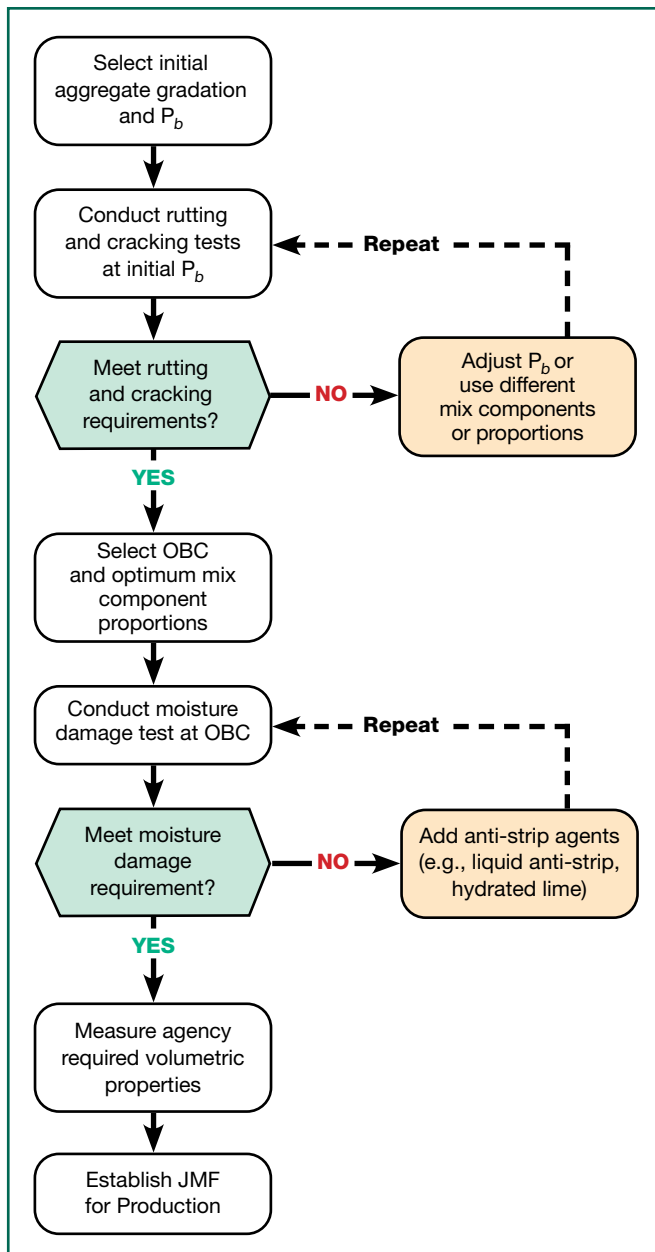 Select initial
aggregate gradation
and Pb
Conduct rutting
and cracking tests
at initial Pb
Repeat
Meet rutting
and cracking
requirements?
NO
Adjust Pb or
use different
mix components
or proportions
YES
Select OBC
and optimum mix
component
proportions
Conduct moisture
damage test at OBC
Repeat
Meet moisture
damage
requirement?
NO
Add anti-strip agents
(e.g., liquid anti-strip,
hydrated lime)
YES
Measure agency
required volumetric
properties
Establish JMF
for Production